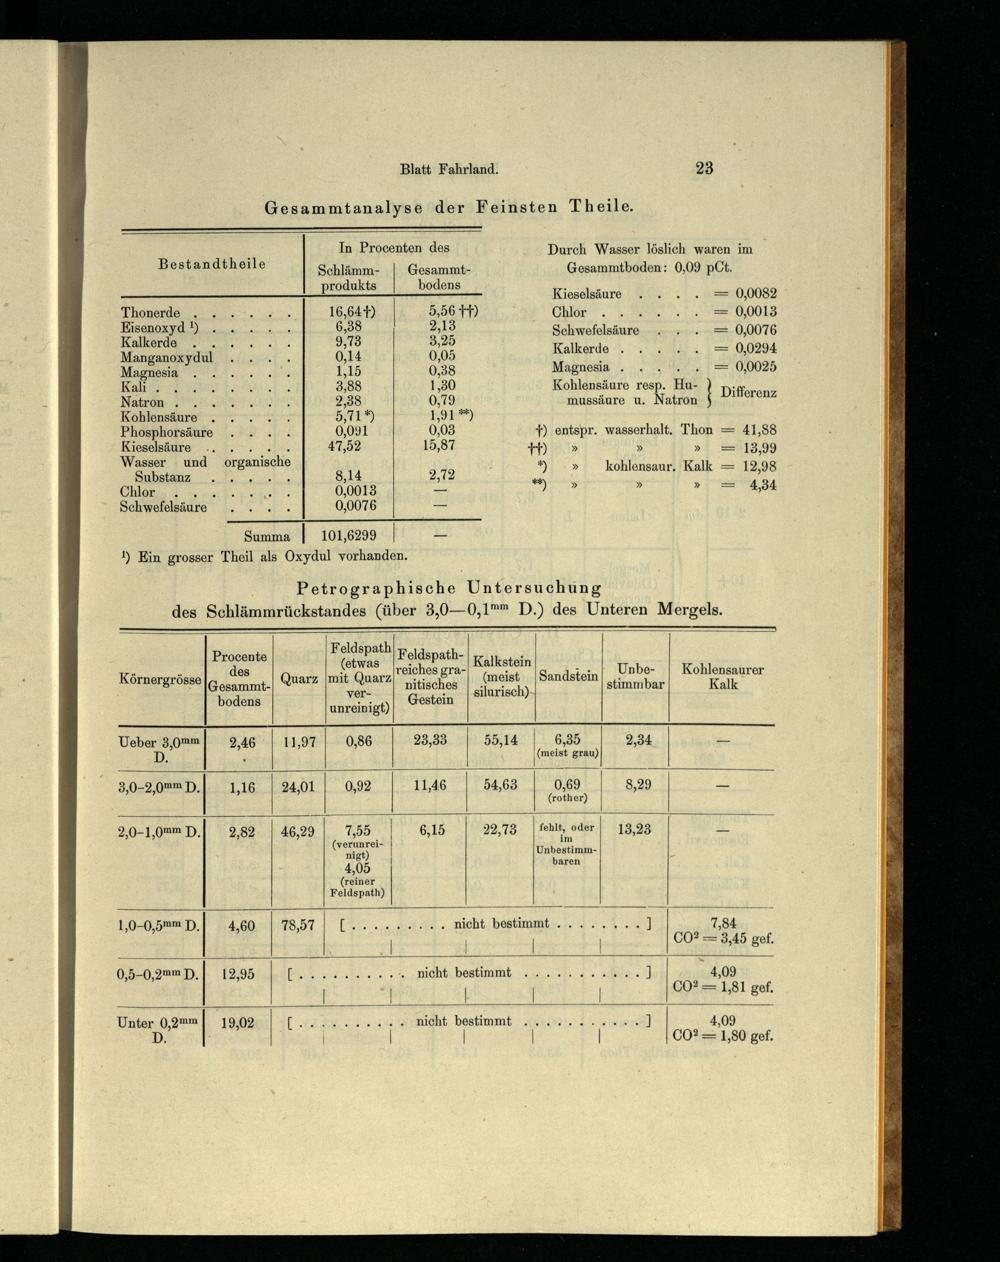 Blatt Fahrland. 23
Gesammtanalyse der Feinsten Theile.
Bestandtheile
In Procenten des
Schlämm-
produkts
Gesammt-
bodens
Thonerde . . . . . . 16,64†) 5,56 ††)
Eisenoxyd ¹) . . . . . 6,38 2,13
Kalkerde . . . . . . 9,73 3,25
Manganoxydul . . . . 0,14 0,05
Magnesia . . . . . . 1,15 0,38
Kali . . . . . . . . 3,88 1,30
Natron . . . . . . . 2,38 0,79
Kohlensäure . . . . . 5,71 *) 1,91 **)
Phosphorsäure . . . . 0,091 0,03
Kieselsäure . . . . . 47,52 15,87
Wasser und organische
Substanz . . . . . 8,14 2,72
Chlor . . . . . . . 0,0013 —
Schwefelsäure . . . . 0,0076 —
Summa 101,6299 —
¹) Ein grosser Theil als Oxydul vorhanden.
Durch Wasser löslich waren im
Gesammtboden: 0,09 pCt.
Kieselsäure . . . . = 0,0082
Chlor . . . . . . = 0,0013
Schwefelsäure . . . = 0,0076
Kalkerde . . . . . = 0,0294
Magnesia . . . . . = 0,0025
Kohlensäure resp. Hu-
mussäure u. Natron } Differenz
†) entspr. wasserhalt. Thon = 41,88
††) » » » = 13,99
*) » kohlensaur. Kalk = 12,98
**) » » » = 4,34
Petrographische Untersuchung
des Schlämmrückstandes (über 3,0—0,1mm D.) des Unteren Mergels.
Körnergrösse
Procente
des
Gesammt-
bodens
Quarz
Feldspath
(etwas
mit Quarz
ver-
unreinigt)
Feldspath-
reiches gra-
nitisches
Gestein
Kalkstein
(meist
silurisch)
Sandstein
Unbe-
stimmbar
Kohlensaurer
Kalk
Ueber 3,0mm 2,46 11,97 0,86 23,33 55,14 6,35 2,34 —
D. (meist grau)
3,0-2,0mm D. 1,16 24,01 0,92 11,46 54,63 0,69 8,29 —
(rother)
2,0-1,0mm D. 2,82 46,29 7,55 6,15 22,73 fehlt, oder 13,23 —
(verunrei-
nigt)
4,05
(reiner
Feldspath)
im
Unbestimm-
baren
1,0-0,5mm D. 4,60 78,57 [ . . . . . . . . . nicht bestimmt . . . . . . . . ] 7,84
CO² = 3,45 gef.
0,5-0,2mm D. 12,95 [ . . . . . . . . . . nicht bestimmt . . . . . . . . . . . ] 4,09
CO² = 1,81 gef.
Unter 0,2mm 19,02 [ . . . . . . . . . . nicht bestimmt . . . . . . . . . . . ] 4,09
D. CO² = 1,80 gef.